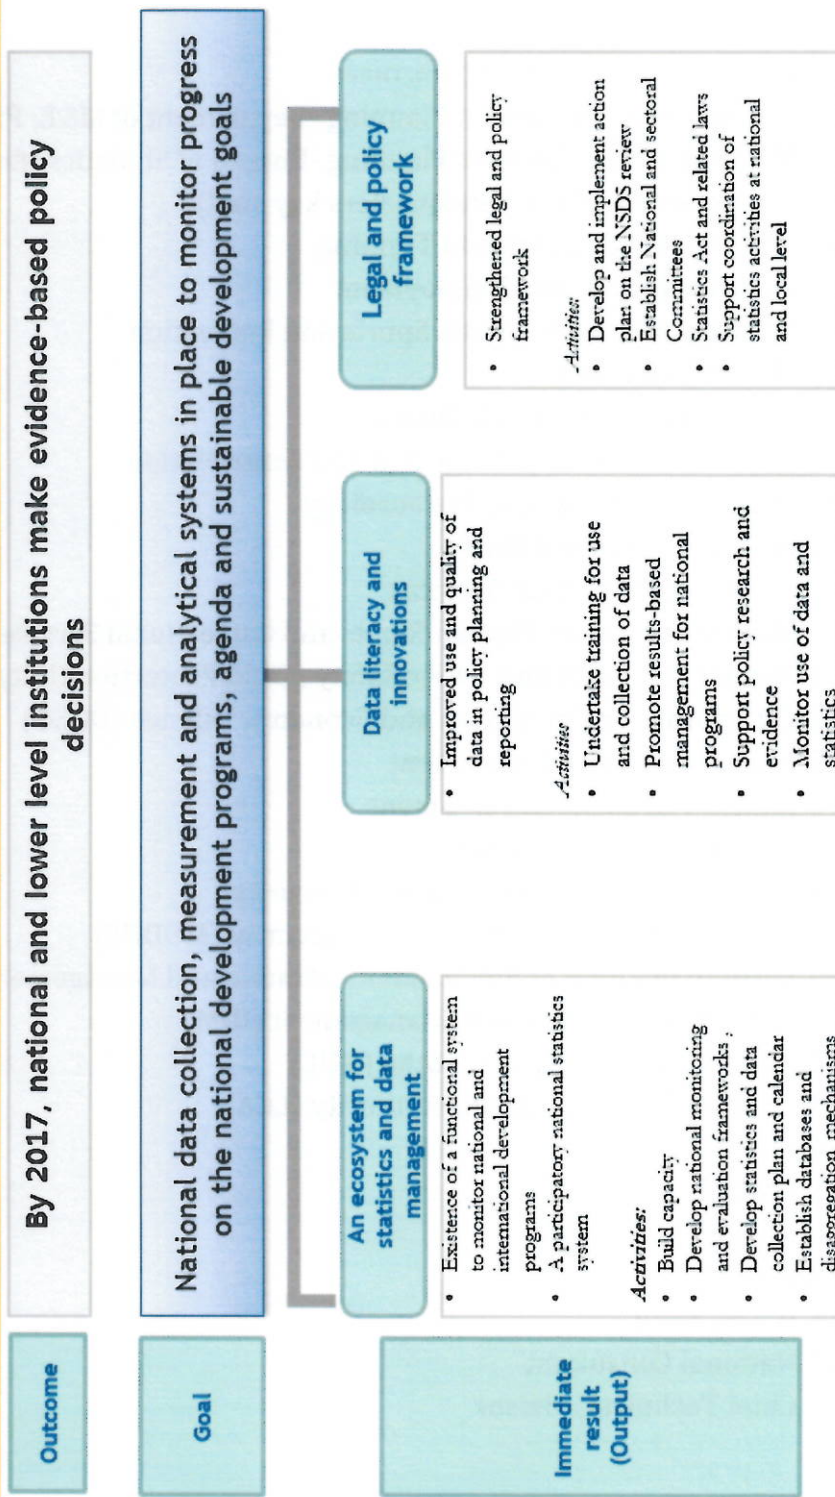 Outcome
By 2017, national and lower level institutions make evidence-based policy
decisions
Goal
National data collection, measurement and analytical systems in place to monitor progress
on the national development programs, agenda and sustainable development goals
Immediate
result
(Output)
An ecosystem for
statistics and data
management
• Existence of a functional system
to monitor national and
international development
programs
• A participatory national statistics
system
Activities:
• Build capacity
• Develop national monitoring
and evaluation frameworks ;
• Develop statistics and data
collection plan and calendar
• Establish databases and
disaggregation mechanisms
Data literacy and
innovations
• Improved use and quality of
data in policy planning and
reporting
Activities
• Undertake training for use
and collection of data
• Promote results-based
management for national
programs
• Support policy research and
evidence
• Monitor use of data and
statistics
Legal and policy
framework
• Strengthened legal and policy
framework
Activities:
• Develop and implement action
plan on the NSDS review
• Establish National and sectoral
Committees
• Statistics Act and related laws
• Support coordination of
statistics activities at national
and local level